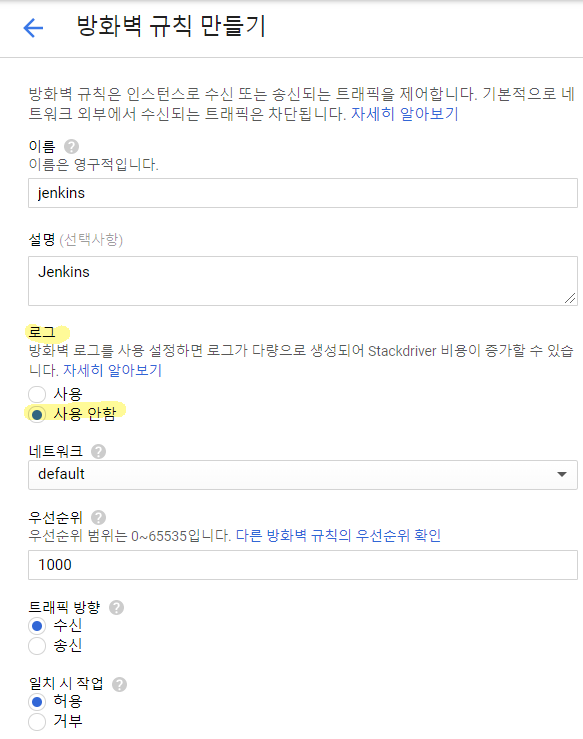 방화벽 규칙 만들기
방화벽 규칙은 인스턴스로 수신 또는 송신되는 트래픽을 제어합니다. 기본적으로 네
트워크 외부에서 수신되는 트래픽은 차단됩니다. 자세히 알아보기
이름
이름은 영구적입니다.
jenkins
설명 (선택사항)
Jenkins
로그
방화벽 로그를 사용 설정하면 로그가 다량으로 생성되어 Stackdriver 비용이 증가할 수 있습
니다. 자세히 알아보기
사용
사용 안함
네트워크
default
우선순위
우선순위 범위는 0~65535입니다. 다른 방화벽 규칙의 우선순위 확인
1000
트래픽 방향
수신
송신
일치 시 작업
허용
거부